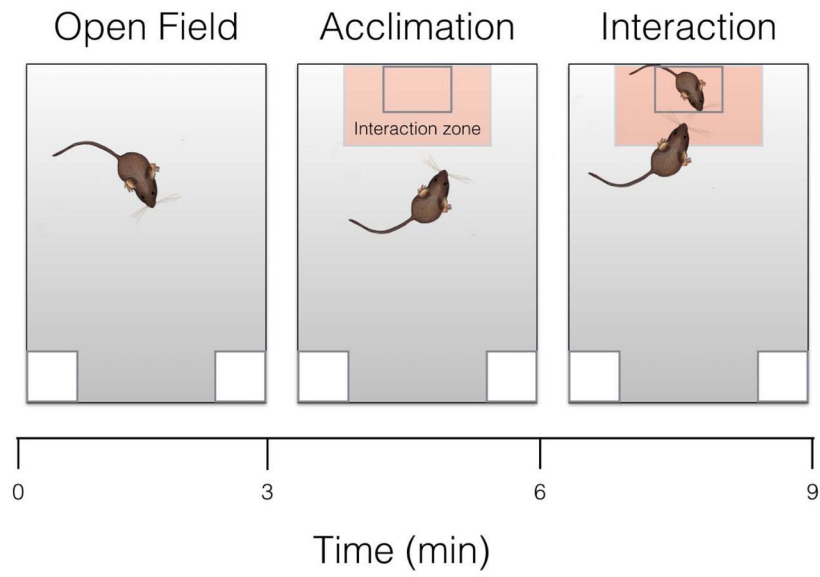 Open Field
Acclimation
Interaction
Interaction zone
0
3
6
9
Time (min)